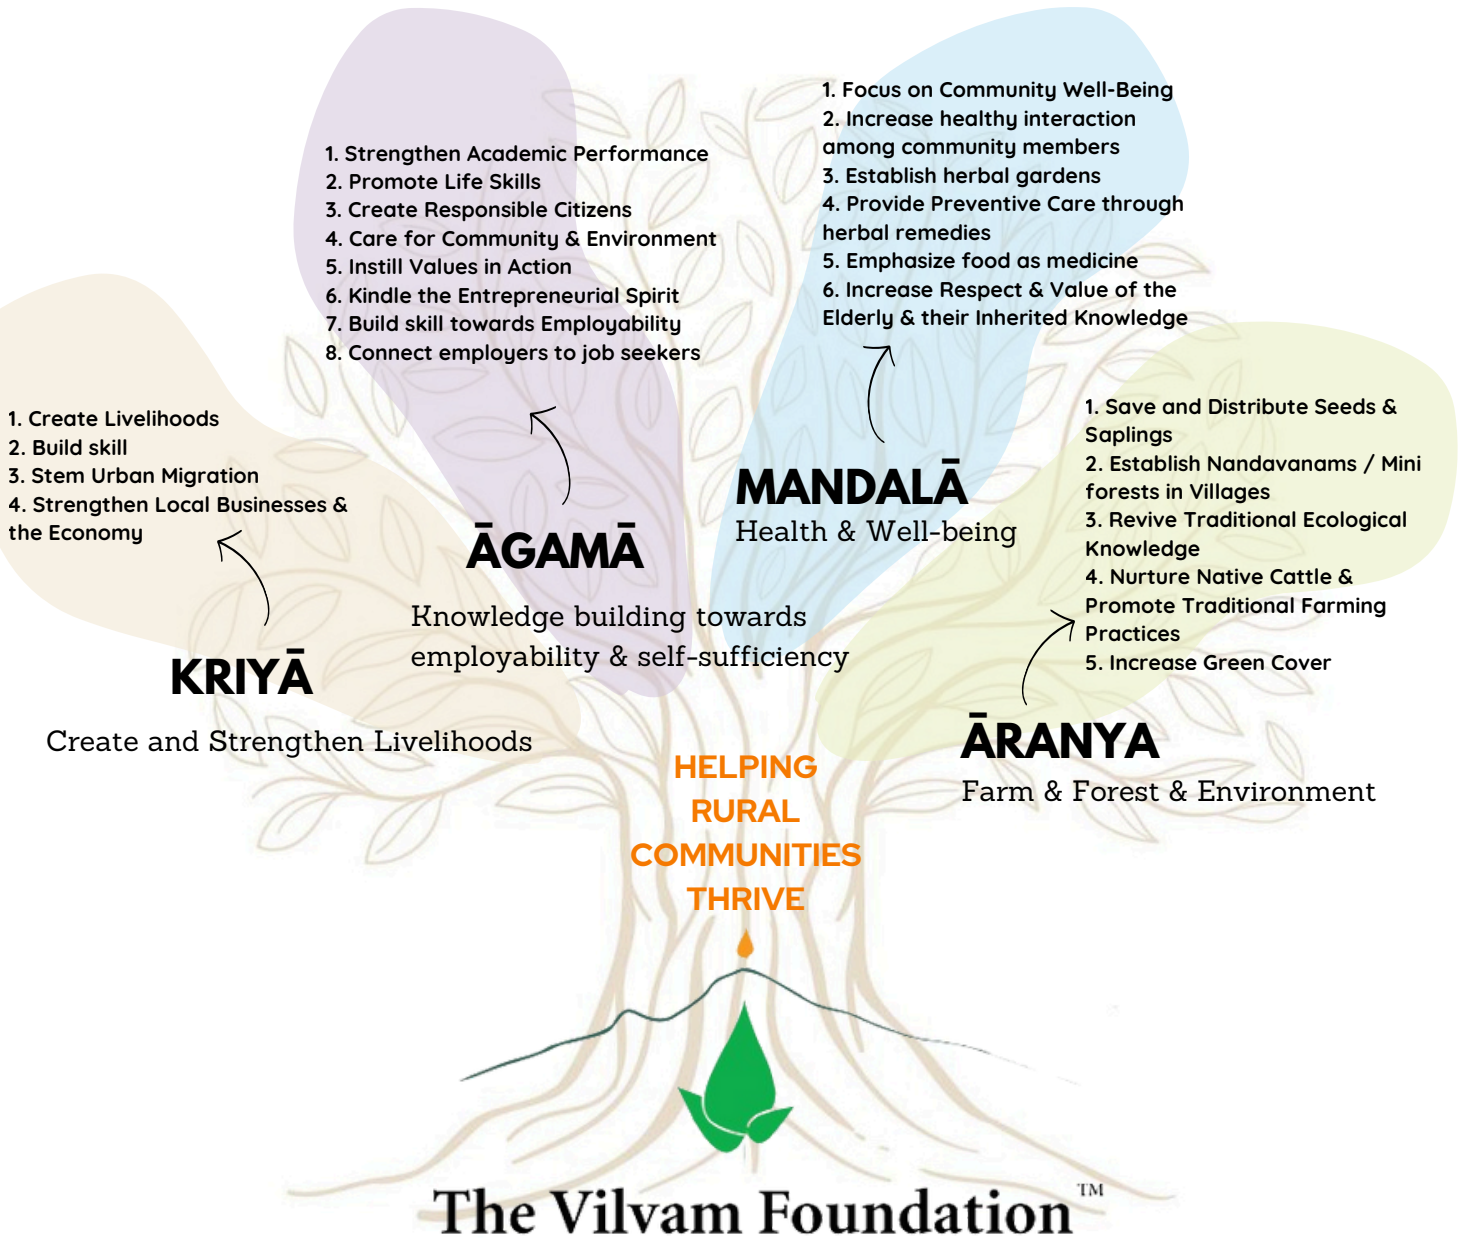 1. Create Livelihoods
2. Build skill
3. Stem Urban Migration
4. Strengthen Local Businesses &
the Economy
KRIYĀ
Create and Strengthen Livelihoods
1. Strengthen Academic Performance
2. Promote Life Skills
3. Create Responsible Citizens
4. Care for Community & Environment
5. Instill Values in Action
6. Kindle the Entrepreneurial Spirit
7. Build skill towards Employability
8. Connect employers to job seekers
ĀGAMĀ
Knowledge building towards
employability & self-sufficiency
1. Focus on Community Well-Being
2. Increase healthy interaction
among community members
3. Establish herbal gardens
4. Provide Preventive Care through
herbal remedies
5. Emphasize food as medicine
6. Increase Respect & Value of the
Elderly & their Inherited Knowledge
MANDALĀ
Health & Well-being
1. Save and Distribute Seeds &
Saplings
2. Establish Nandavanams / Mini
forests in Villages
3. Revive Traditional Ecological
Knowledge
4. Nurture Native Cattle &
Promote Traditional Farming
Practices
5. Increase Green Cover
ĀRANYA
Farm & Forest & Environment
HELPING
RURAL
COMMUNITIES
THRIVE
The Vilvam Foundation™